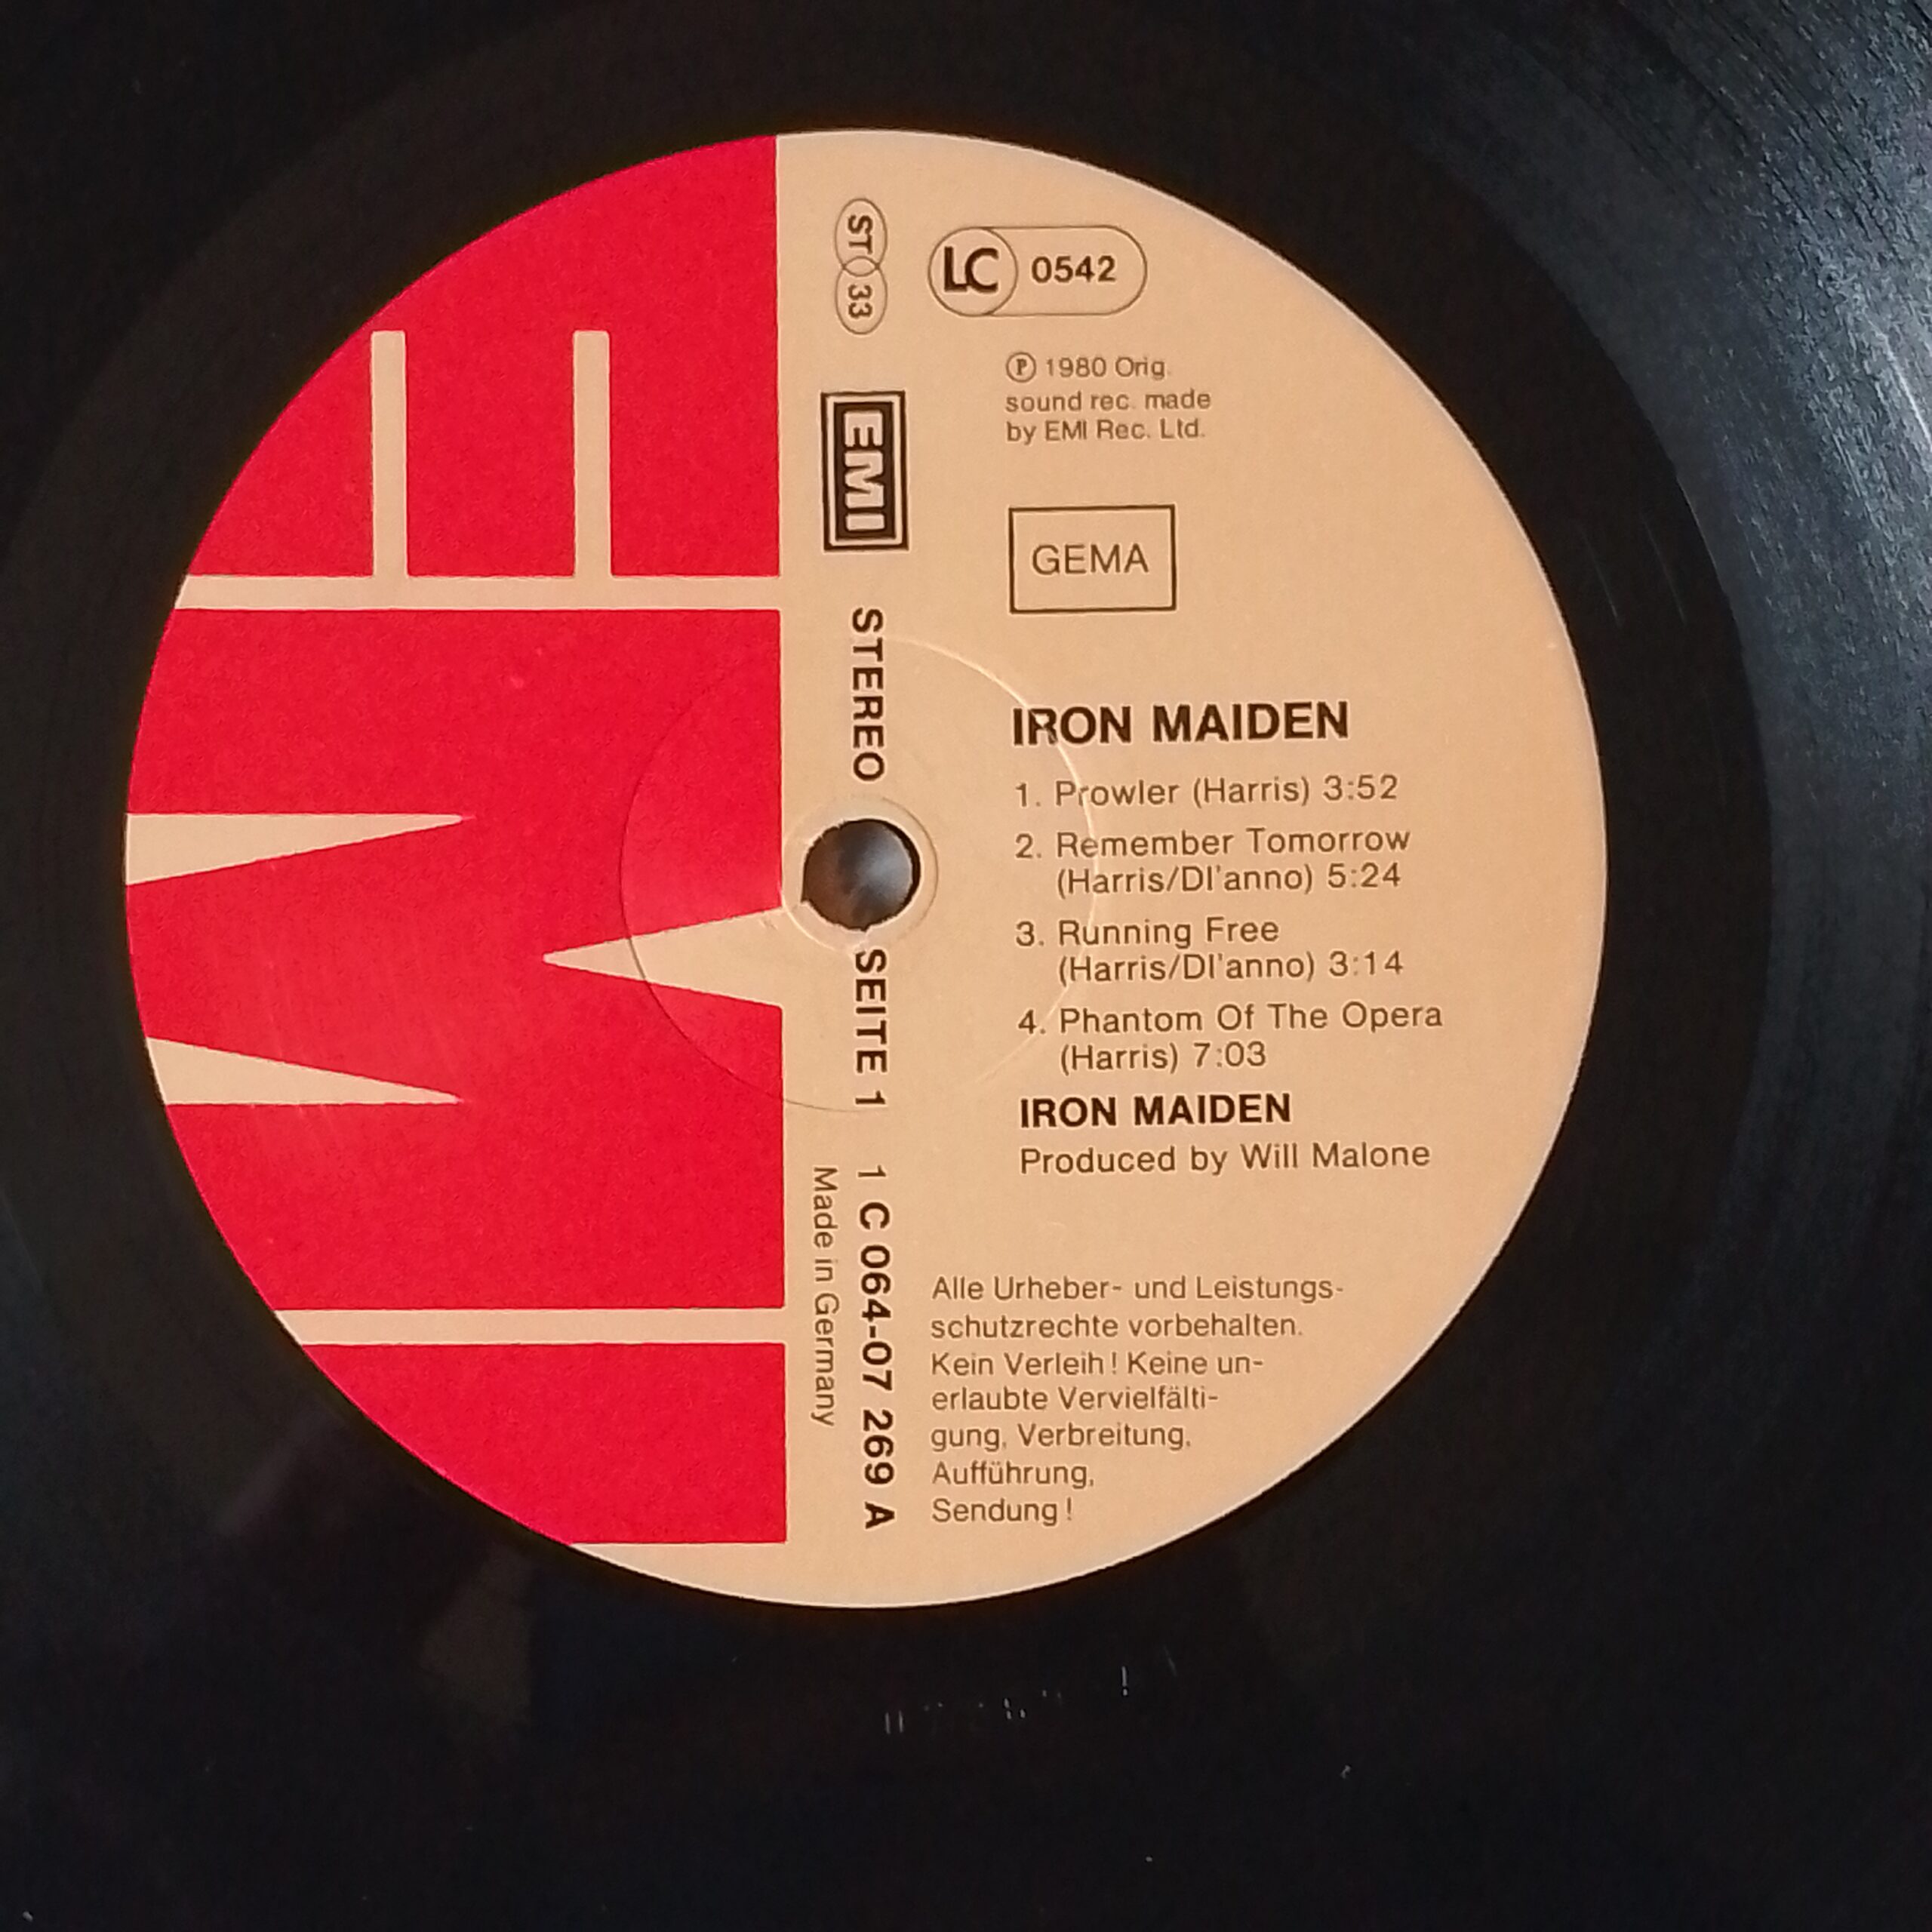 ST 33
LC 0542
Ⓟ 1980 Orig.
sound rec. made
by EMI Rec. Ltd.
EMI
GEMA
STEREO
IRON MAIDEN
1. Prowler (Harris) 3:52
2. Remember Tomorrow
(Harris/DI'anno) 5:24
3. Running Free
(Harris/DI'anno) 3:14
4. Phantom Of The Opera
(Harris) 7:03
IRON MAIDEN
Produced by Will Malone
SEITE 1
1 C 064-07 269 A
Made in Germany
Alle Urheber- und Leistungs-
schutzrechte vorbehalten.
Kein Verleih! Keine un-
erlaubte Vervielfälti-
gung, Verbreitung,
Aufführung,
Sendung!
EMI